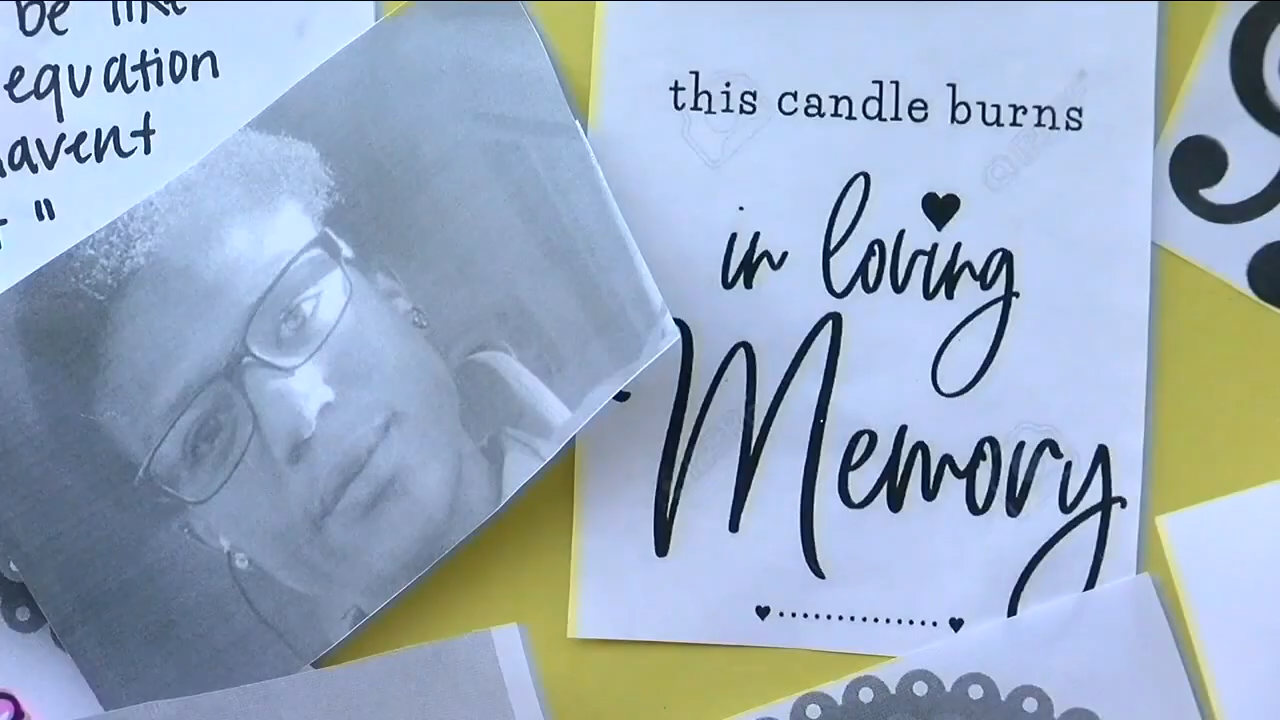 be like
equation
havent
"
this candle burns
in loving
Memory